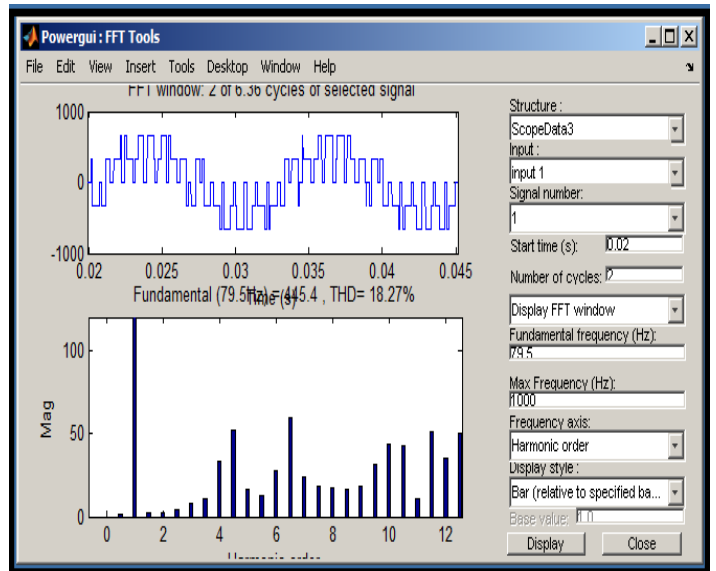 Powergui : FFT Tools
File Edit View Insert Tools Desktop Window Help
FFT window: 2 of 6.36 cycles of selected signal
1000
0
-1000
0.02 0.025 0.03 0.035 0.04 0.045
Time (s)
Fundamental (79.5Hz) = 445.4 , THD= 18.27%
100
50
0
Mag
0 2 4 6 8 10 12
Harmonic order
Structure :
ScopeData3
Input :
input 1
Signal number:
1
Start time (s): 0.02
Number of cycles: 2
Display FFT window
Fundamental frequency (Hz):
79.5
Max Frequency (Hz):
1000
Frequency axis:
Harmonic order
Display style :
Bar (relative to specified ba...
Base value: 1.0
Display Close